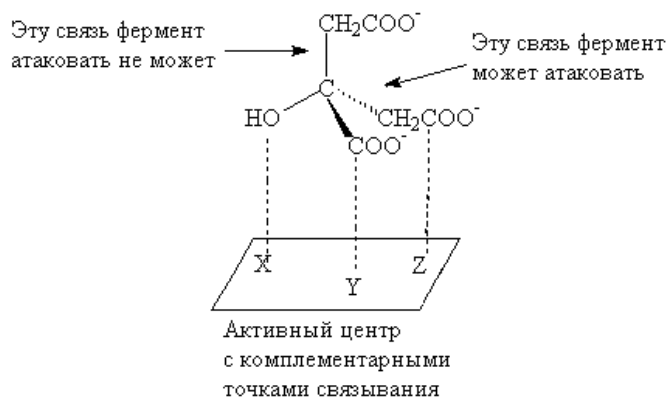 Эту связь фермент
атаковать не может
CH₂COO⁻
Эту связь фермент
может атаковать
C
HO
CH₂COO⁻
COO⁻
X
Y
Z
Активный центр
с комплементарными
точками связывания